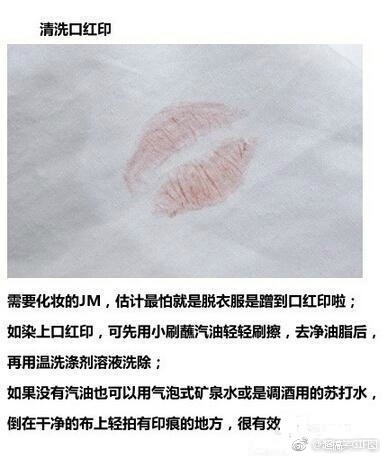 清洗口红印
需要化妆的JM，估计最怕就是脱衣服是蹭到口红印啦；
如染上口红印，可先用小刷蘸汽油轻轻刷擦，去净油脂后，
再用温洗涤剂溶液洗除；
如果没有汽油也可以用气泡式矿泉水或是调酒用的苏打水，
倒在干净的布上轻拍有印痕的地方，很有效